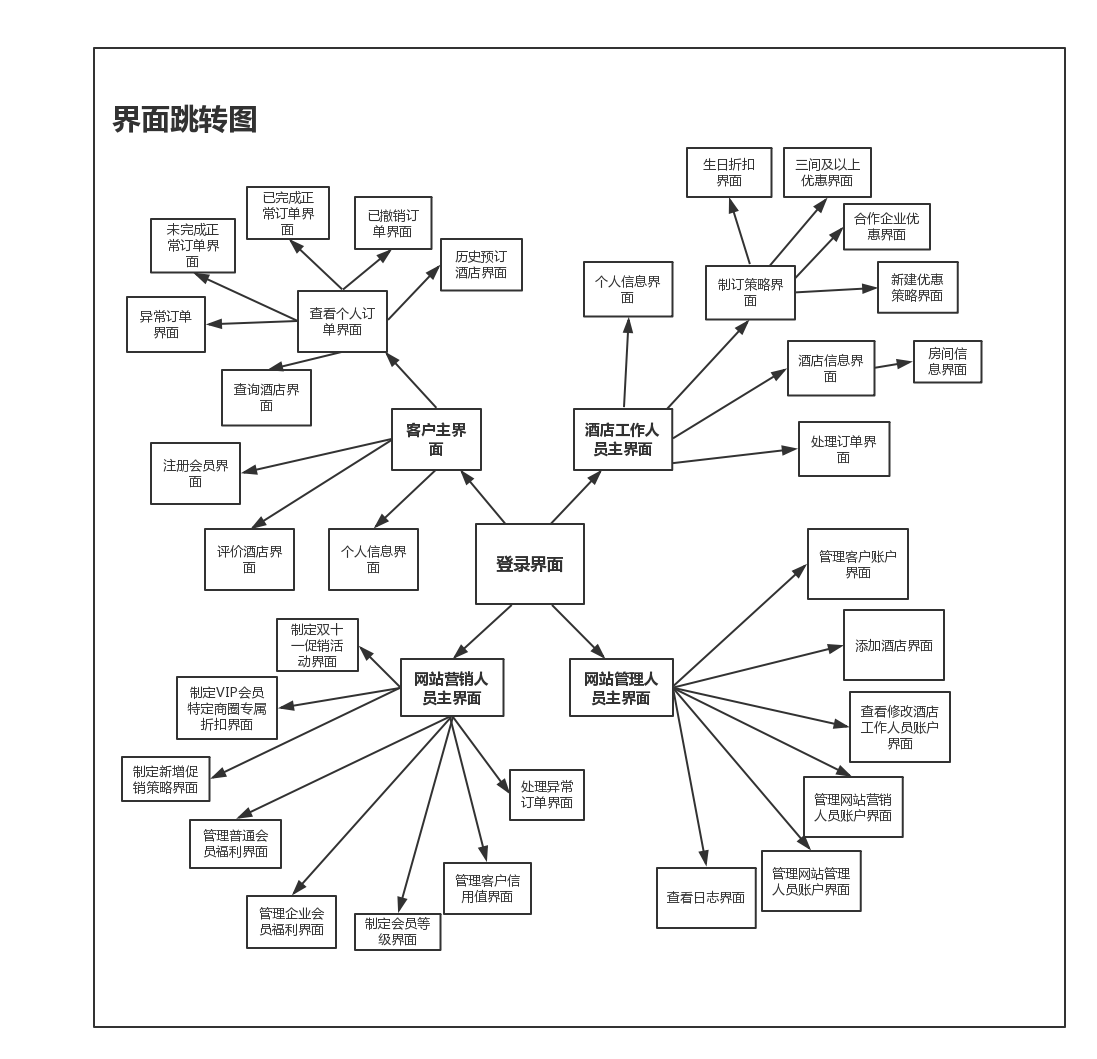 界面跳转图
生日折扣
界面
三间及以上
优惠界面
已完成正
常订单界
面
已撤销订
单界面
合作企业优
惠界面
未完成正
常订单界
面
历史预订
酒店界面
个人信息界
面
制订策略界
面
新建优惠
策略界面
异常订单
界面
查看个人订
单界面
酒店信息界
面
房间信
息界面
查询酒店界
面
客户主界
面
酒店工作人
员主界面
处理订单界
面
注册会员界
面
评价酒店界
面
个人信息界
面
登录界面
管理客户账户
界面
制定双十
一促销活
动界面
添加酒店界面
网站营销人
员主界面
网站管理人
员主界面
制定VIP会员
特定商圈专属
折扣界面
查看修改酒店
工作人员账户
界面
制定新增促
销策略界面
处理异常
订单界面
管理网站营销
人员账户界面
管理普通会
员福利界面
管理客户信
用值界面
管理网站管理
人员账户界面
查看日志界面
管理企业会
员福利界面
制定会员等
级界面